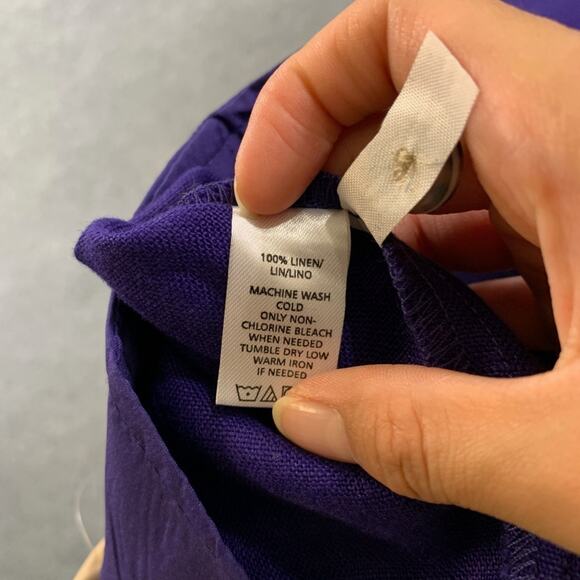 100% LINEN/
LIN/LINO
MACHINE WASH
COLD
ONLY NON-
CHLORINE BLEACH
WHEN NEEDED
TUMBLE DRY LOW
WARM IRON
IF NEEDED